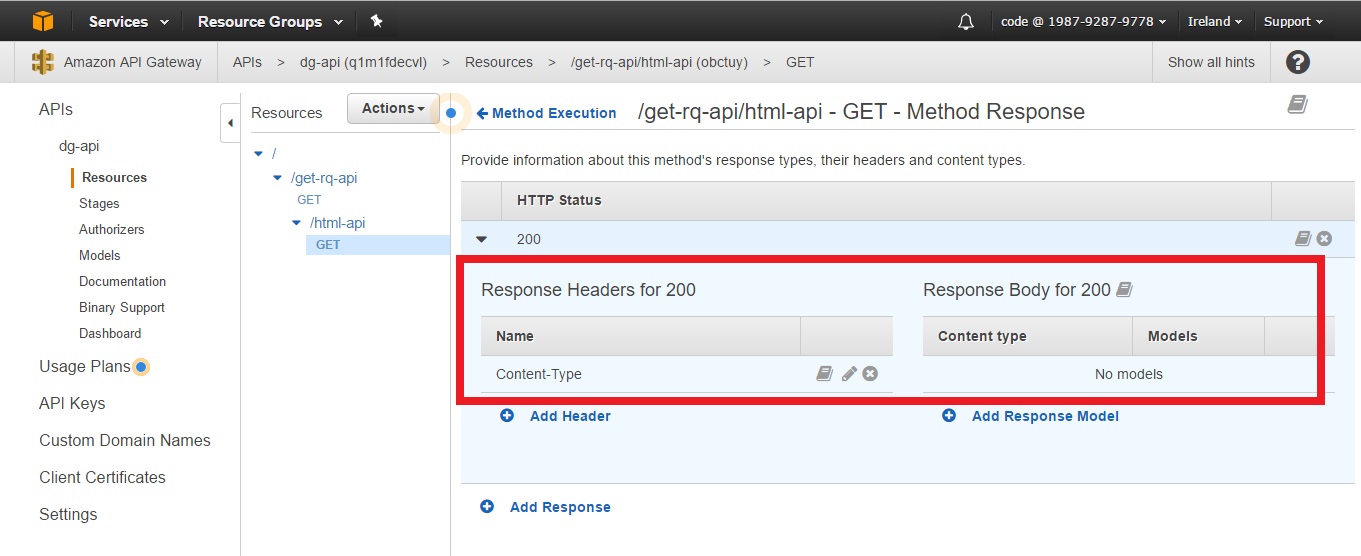 Services Resource Groups code @ 1987-9287-9778 Ireland Support
Amazon API Gateway APIs > dg-api (q1m1fdecvl) > Resources > /get-rq-api/html-api (obctuy) > GET Show all hints ?
APIs
dg-api
Resources
Stages
Authorizers
Models
Documentation
Binary Support
Dashboard
Usage Plans
API Keys
Custom Domain Names
Client Certificates
Settings
Resources Actions
/
/get-rq-api
GET
/html-api
GET
Method Execution /get-rq-api/html-api - GET - Method Response
Provide information about this method's response types, their headers and content types.
HTTP Status
200
Response Headers for 200
Name
Content-Type
Add Header
Response Body for 200
Content type Models
No models
Add Response Model
Add Response